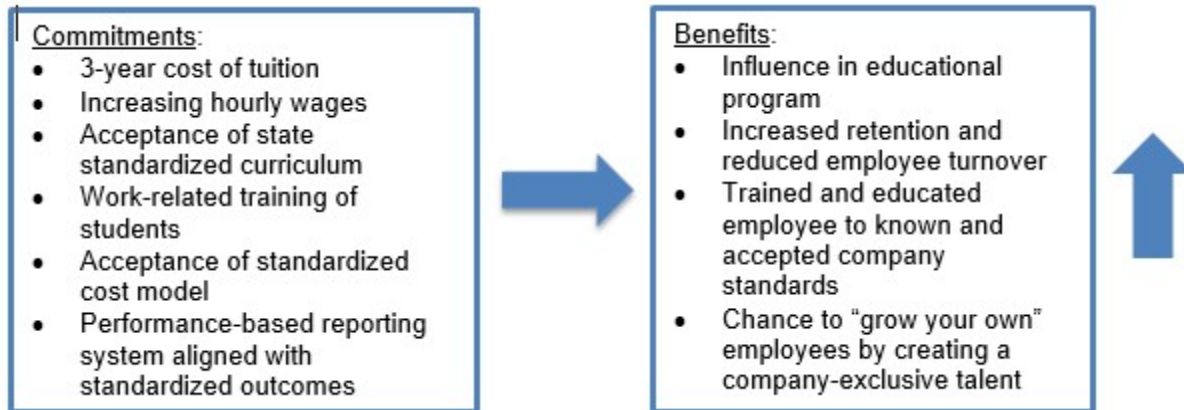 Commitments:
• 3-year cost of tuition
• Increasing hourly wages
• Acceptance of state
standardized curriculum
• Work-related training of
students
• Acceptance of standardized
cost model
• Performance-based reporting
system aligned with
standardized outcomes
Benefits:
• Influence in educational
program
• Increased retention and
reduced employee turnover
• Trained and educated
employee to known and
accepted company
standards
• Chance to “grow your own”
employees by creating a
company-exclusive talent